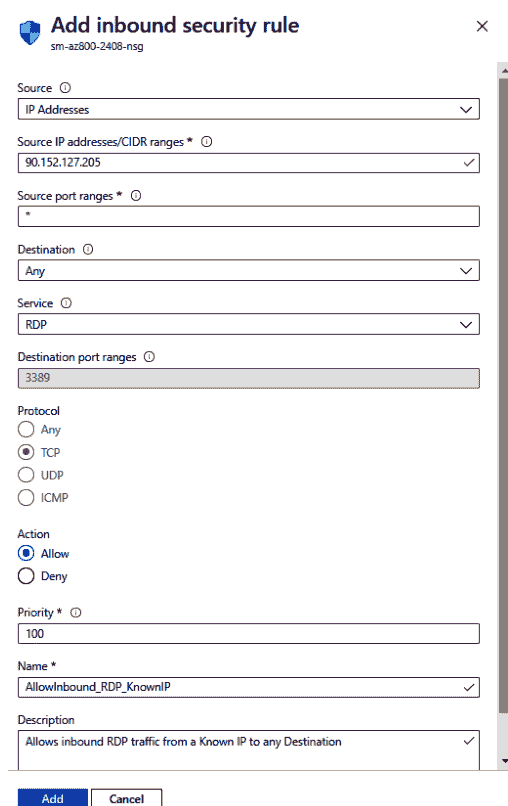 Add inbound security rule
sm-az800-2408-nsg
Source
IP Addresses
Source IP addresses/CIDR ranges *
90.152.127.205
Source port ranges *
*
Destination
Any
Service
RDP
Destination port ranges
3389
Protocol
Any
TCP
UDP
ICMP
Action
Allow
Deny
Priority *
100
Name *
AllowInbound_RDP_KnownIP
Description
Allows inbound RDP traffic from a Known IP to any Destination
Add Cancel